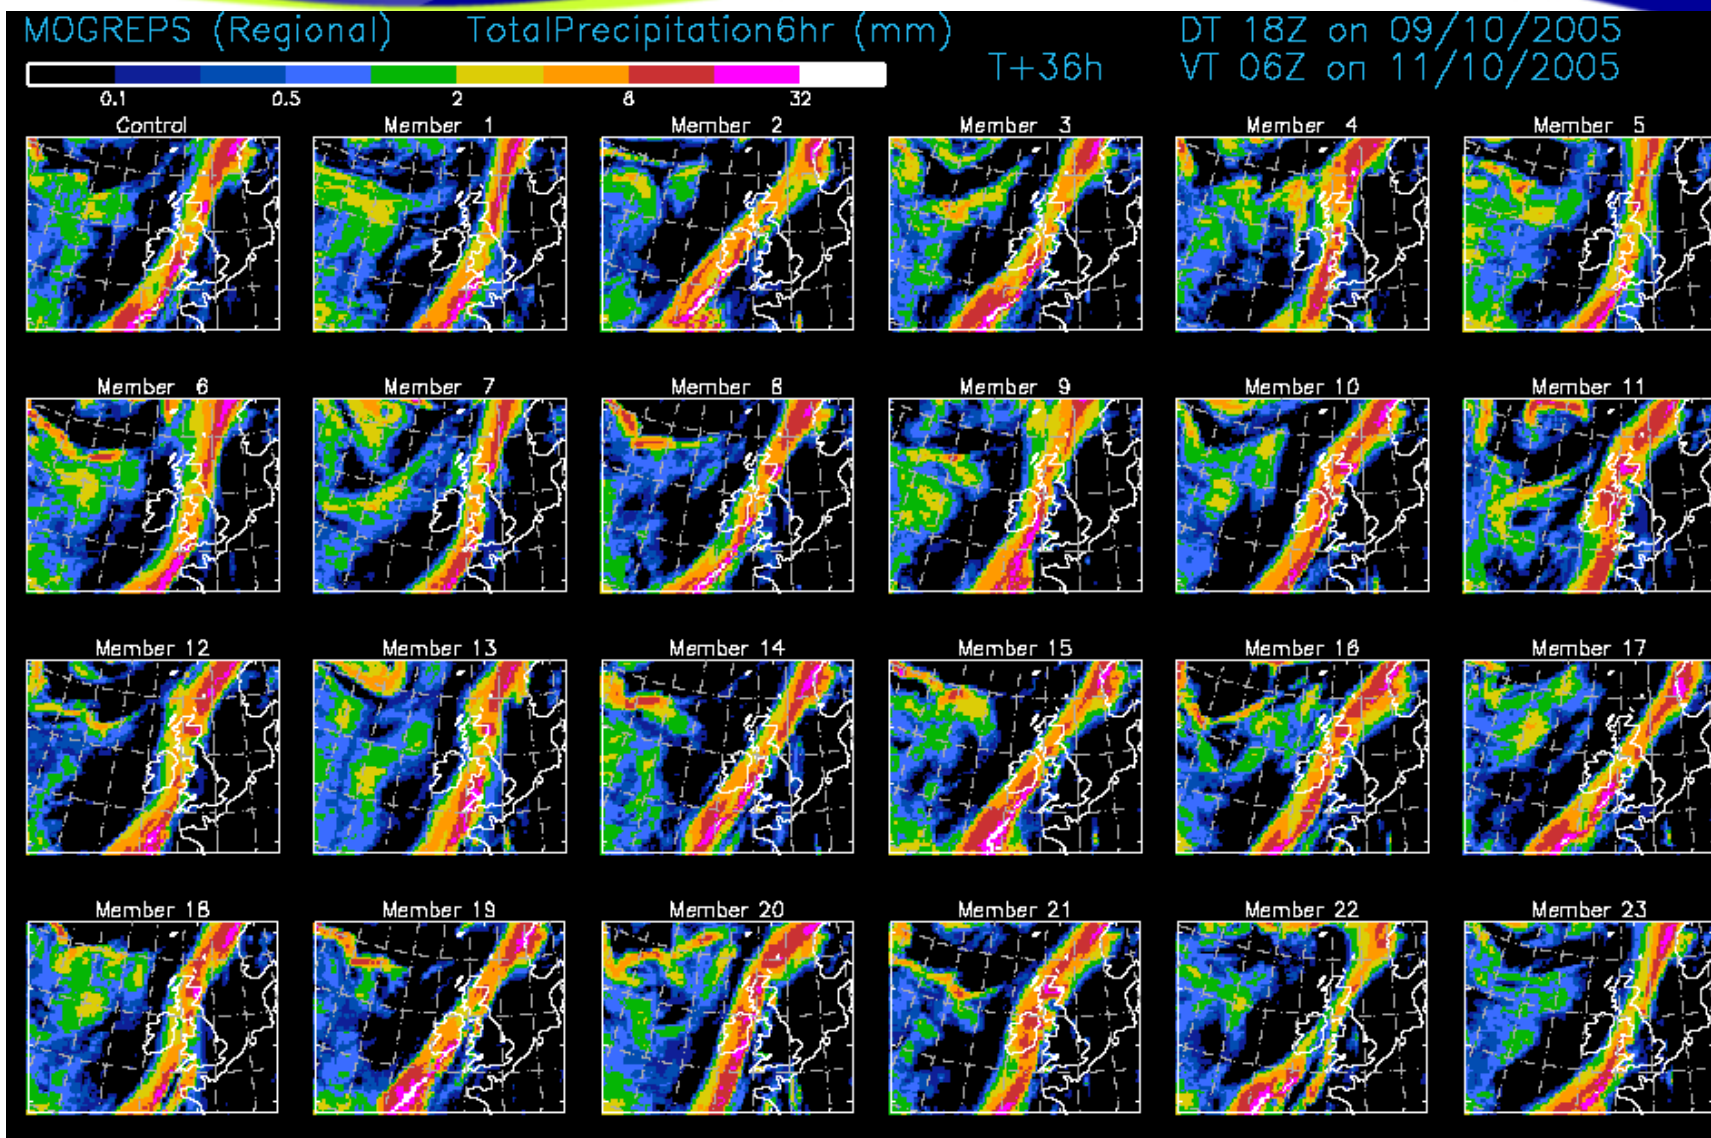 MOGREPS (Regional) TotalPrecipitation6hr (mm) DT 18Z on 09/10/2005
T+36h VT 06Z on 11/10/2005
0.1 0.5 2 8 32
Control Member 1 Member 2 Member 3 Member 4 Member 5
Member 6 Member 7 Member 8 Member 9 Member 10 Member 11
Member 12 Member 13 Member 14 Member 15 Member 16 Member 17
Member 18 Member 19 Member 20 Member 21 Member 22 Member 23